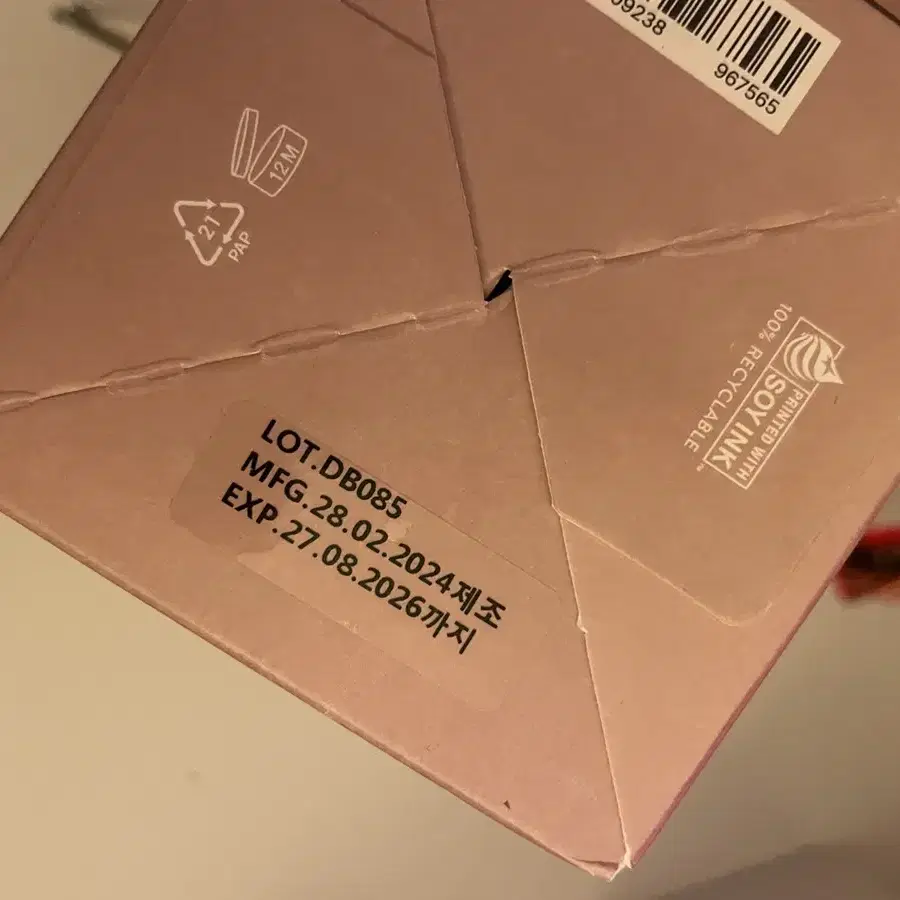 967565
12M
21
PAP
100% RECYCLABLE
PRINTED WITH
SOY INK
™
LOT.DB085
MFG.28.02.2024제조
EXP.27.08.2026까지